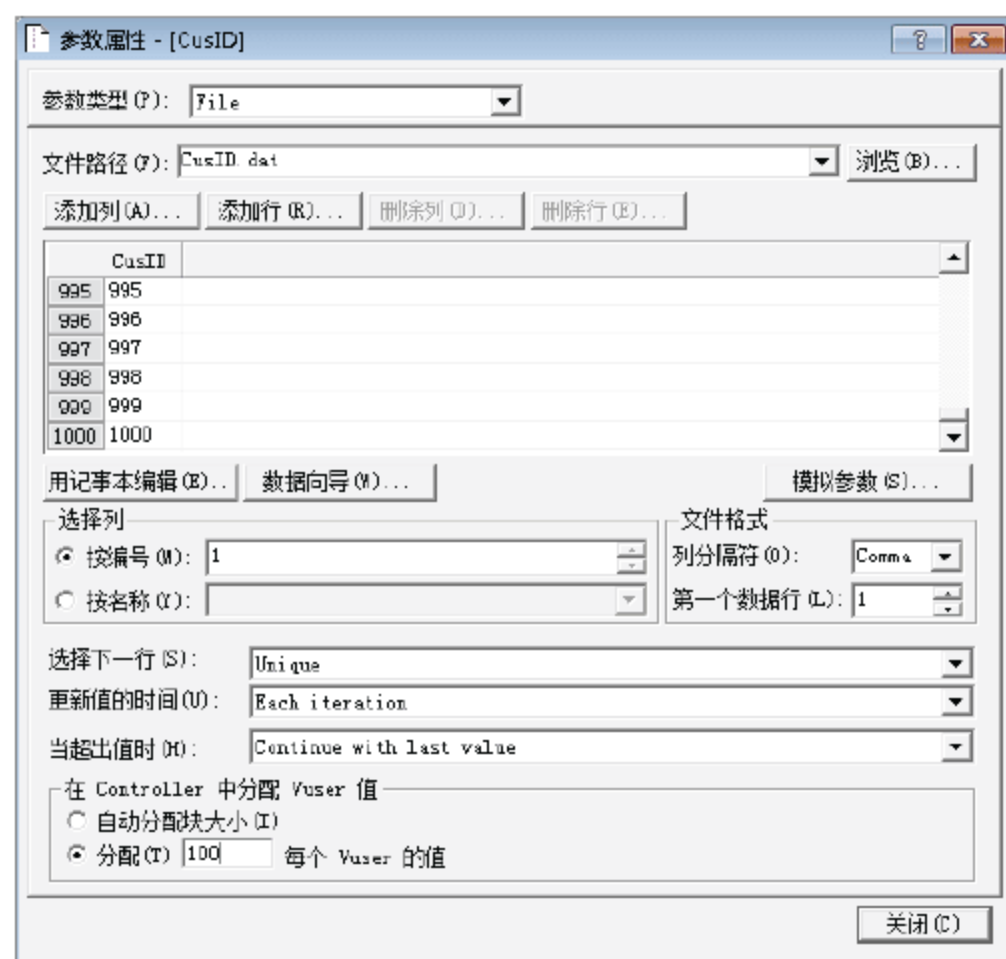 参数属性 - [CusID]
参数类型(P): File
文件路径(F): CusID.dat 浏览(B)...
添加列(A)... 添加行(R)... 删除列(D)... 删除行(E)...
CusID
995 995
996 996
997 997
998 998
999 999
1000 1000
用记事本编辑(E).. 数据向导(W)... 模拟参数(S)...
选择列 文件格式
按编号(M): 1 列分隔符(O): Comma
按名称(Y): 第一个数据行(L): 1
选择下一行(S): Unique
重新值的时间(U): Each iteration
当超出值时(H): Continue with last value
在 Controller 中分配 Vuser 值
自动分配块大小(I)
分配(T) 100 每个 Vuser 的值
关闭(C)